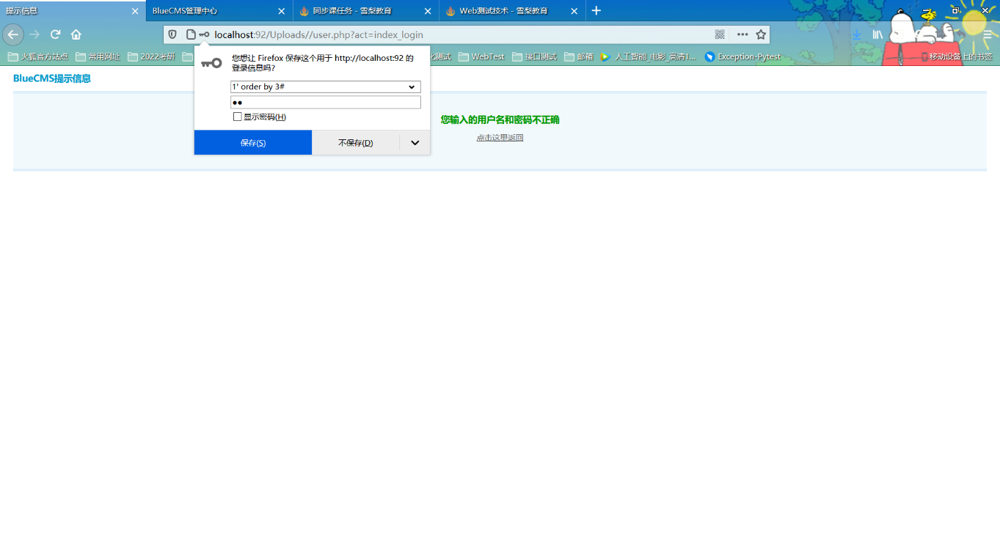 提示信息
BlueCMS管理中心
同步课任务 - 雪梨教育
Web测试技术 - 雪梨教育
localhost:92/Uploads//user.php?act=index_login
火狐官方站点
常用网址
2022考研
化测试
WebTest
接口测试
邮箱
人工智能_电影_高清1...
Exception-Pytest
移动设备上的书签
您想让 Firefox 保存这个用于 http://localhost:92 的
登录信息吗?
1' order by 3#
显示密码(H)
保存(S)
不保存(D)
BlueCMS提示信息
您输入的用户名和密码不正确
点击这里返回